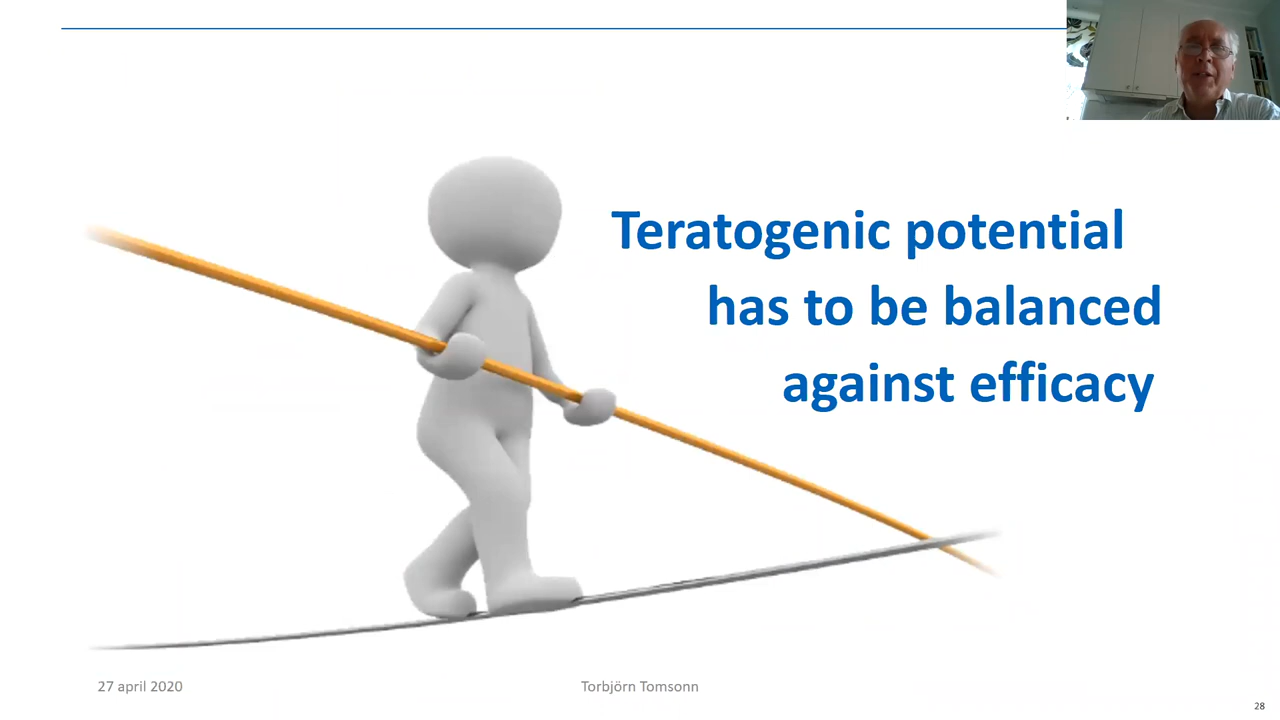 Teratogenic potential
has to be balanced
against efficacy
27 april 2020
Torbjörn Tomsonn
28